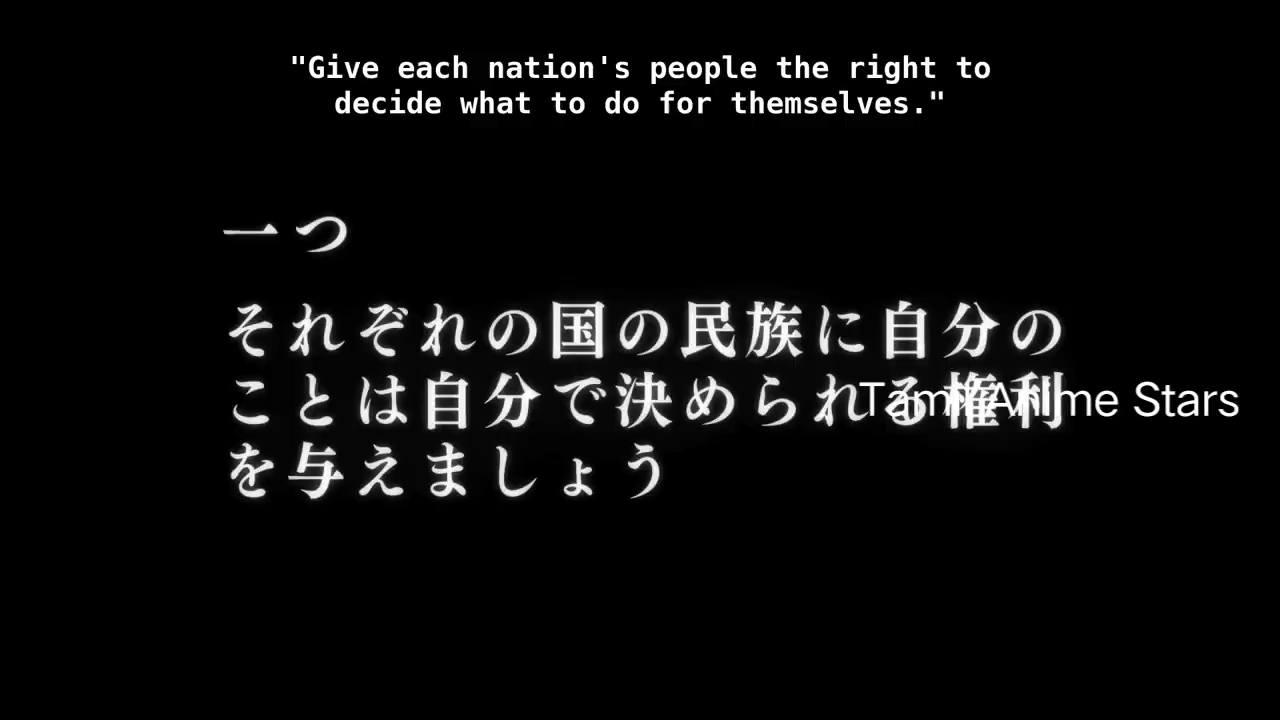 "Give each nation's people the right to
decide what to do for themselves."
一つ
それぞれの国の民族に自分の
ことは自分で決められる権利
を与えましょう
Tamil Anime Stars